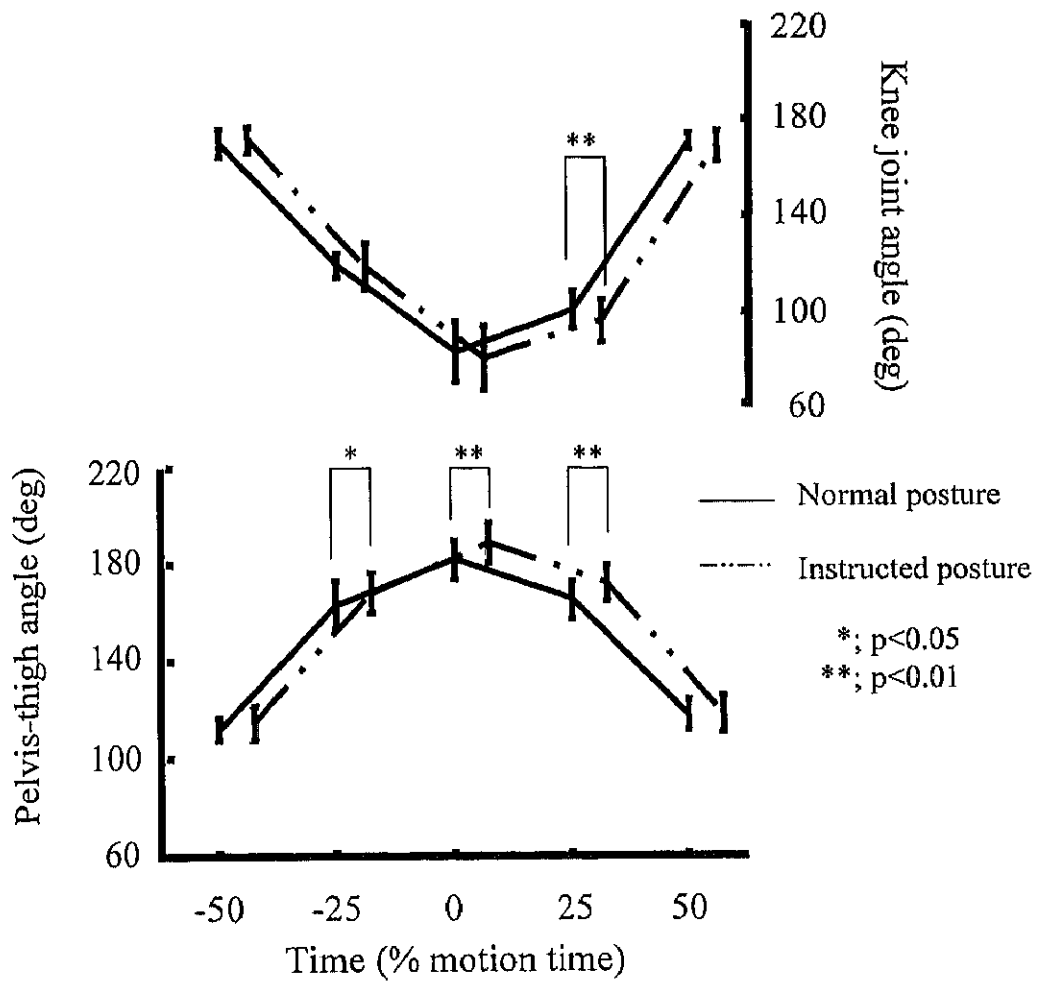 220
180
140
100
60
Knee joint angle (deg)
**
Pelvis-thigh angle (deg)
220
180
140
100
60
*
**
**
Normal posture
Instructed posture
*; p<0.05
**; p<0.01
-50 -25 0 25 50
Time (% motion time)